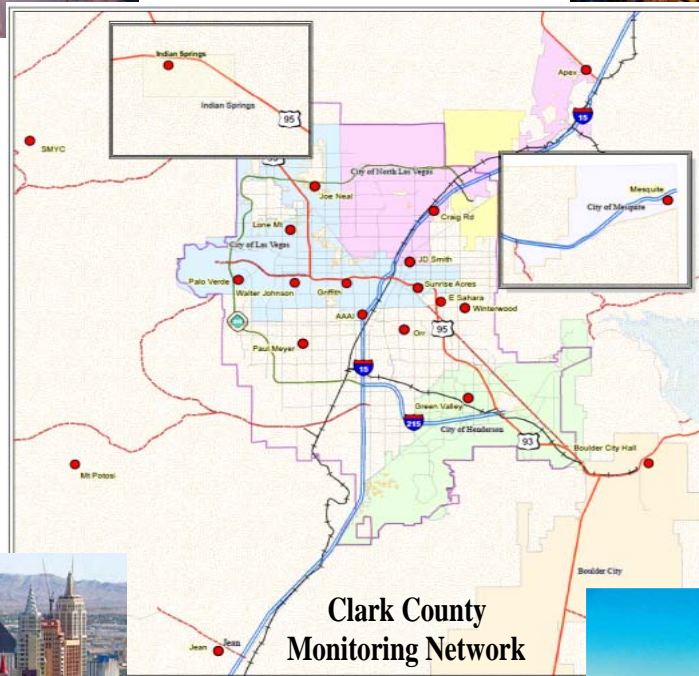 Indian Springs
Indian Springs
95
Apex
15
SMYC
City of North Las Vegas
Joe Neal
Mesquite
City of Mesquite
Craig Rd
Lone Mt
City of Las Vegas
JD Smith
Palo Verde
Walter Johnson
Griffith
Sunrise Acres
E Sahara
Winterwood
AAAI
Orr
95
Paul Meyer
15
Green Valley
215
City of Henderson
93
Boulder City Hall
Mt Potosi
Boulder City
Clark County
Monitoring Network
Jean
Jean